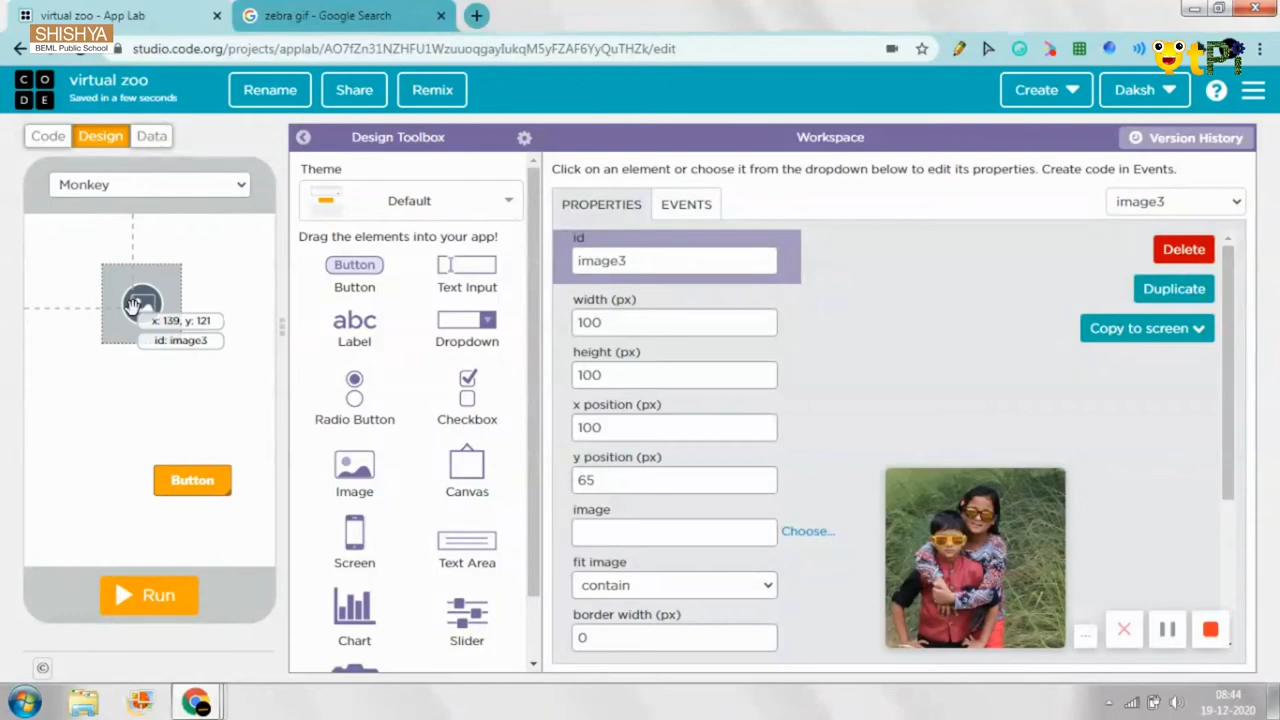 virtual zoo - App Lab
zebra gif - Google Search
SHISHYA
BEML Public School
studio.code.org/projects/applab/AO7fZn31NZHFU1WzuuoqgayIukqM5yFZAF6YyQuTHZk/edit
CODE
virtual zoo
Saved in a few seconds
Rename
Share
Remix
Create
Daksh
?
Code
Design
Data
Design Toolbox
Workspace
Version History
Monkey
x: 139, y: 121
id: image3
Button
Run
Theme
Default
Drag the elements into your app!
Button
Button
Text Input
abc
Label
Dropdown
Radio Button
Checkbox
Image
Canvas
Screen
Text Area
Chart
Slider
Click on an element or choose it from the dropdown below to edit its properties. Create code in Events.
PROPERTIES
EVENTS
image3
id
image3
Delete
Duplicate
Copy to screen
width (px)
100
height (px)
100
x position (px)
100
y position (px)
65
image
Choose...
fit image
contain
border width (px)
0
...
©
08:44
19-12-2020